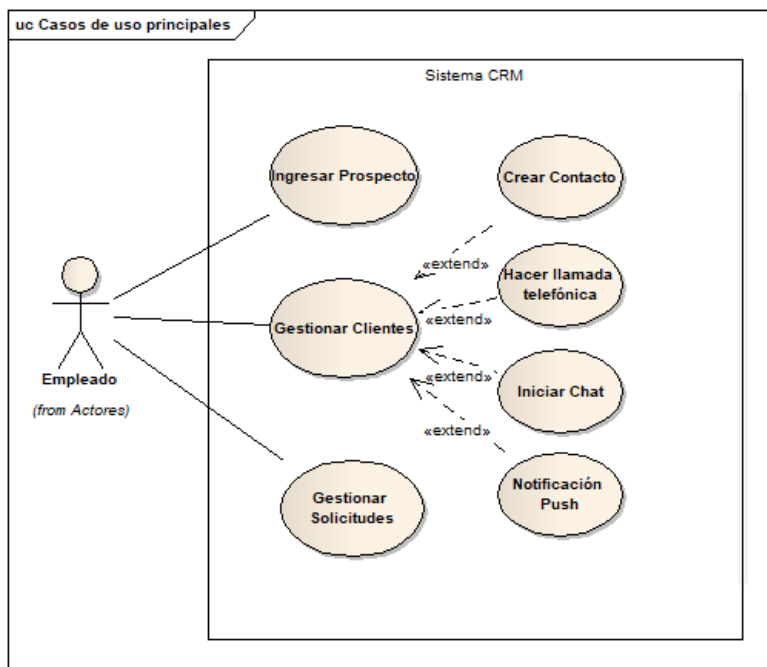 uc Casos de uso principales
Sistema CRM
Ingresar Prospecto
Crear Contacto
«extend»
Hacer llamada
telefónica
«extend»
Gestionar Clientes
Empleado
(from Actores)
«extend»
Iniciar Chat
«extend»
Notificación
Push
Gestionar
Solicitudes